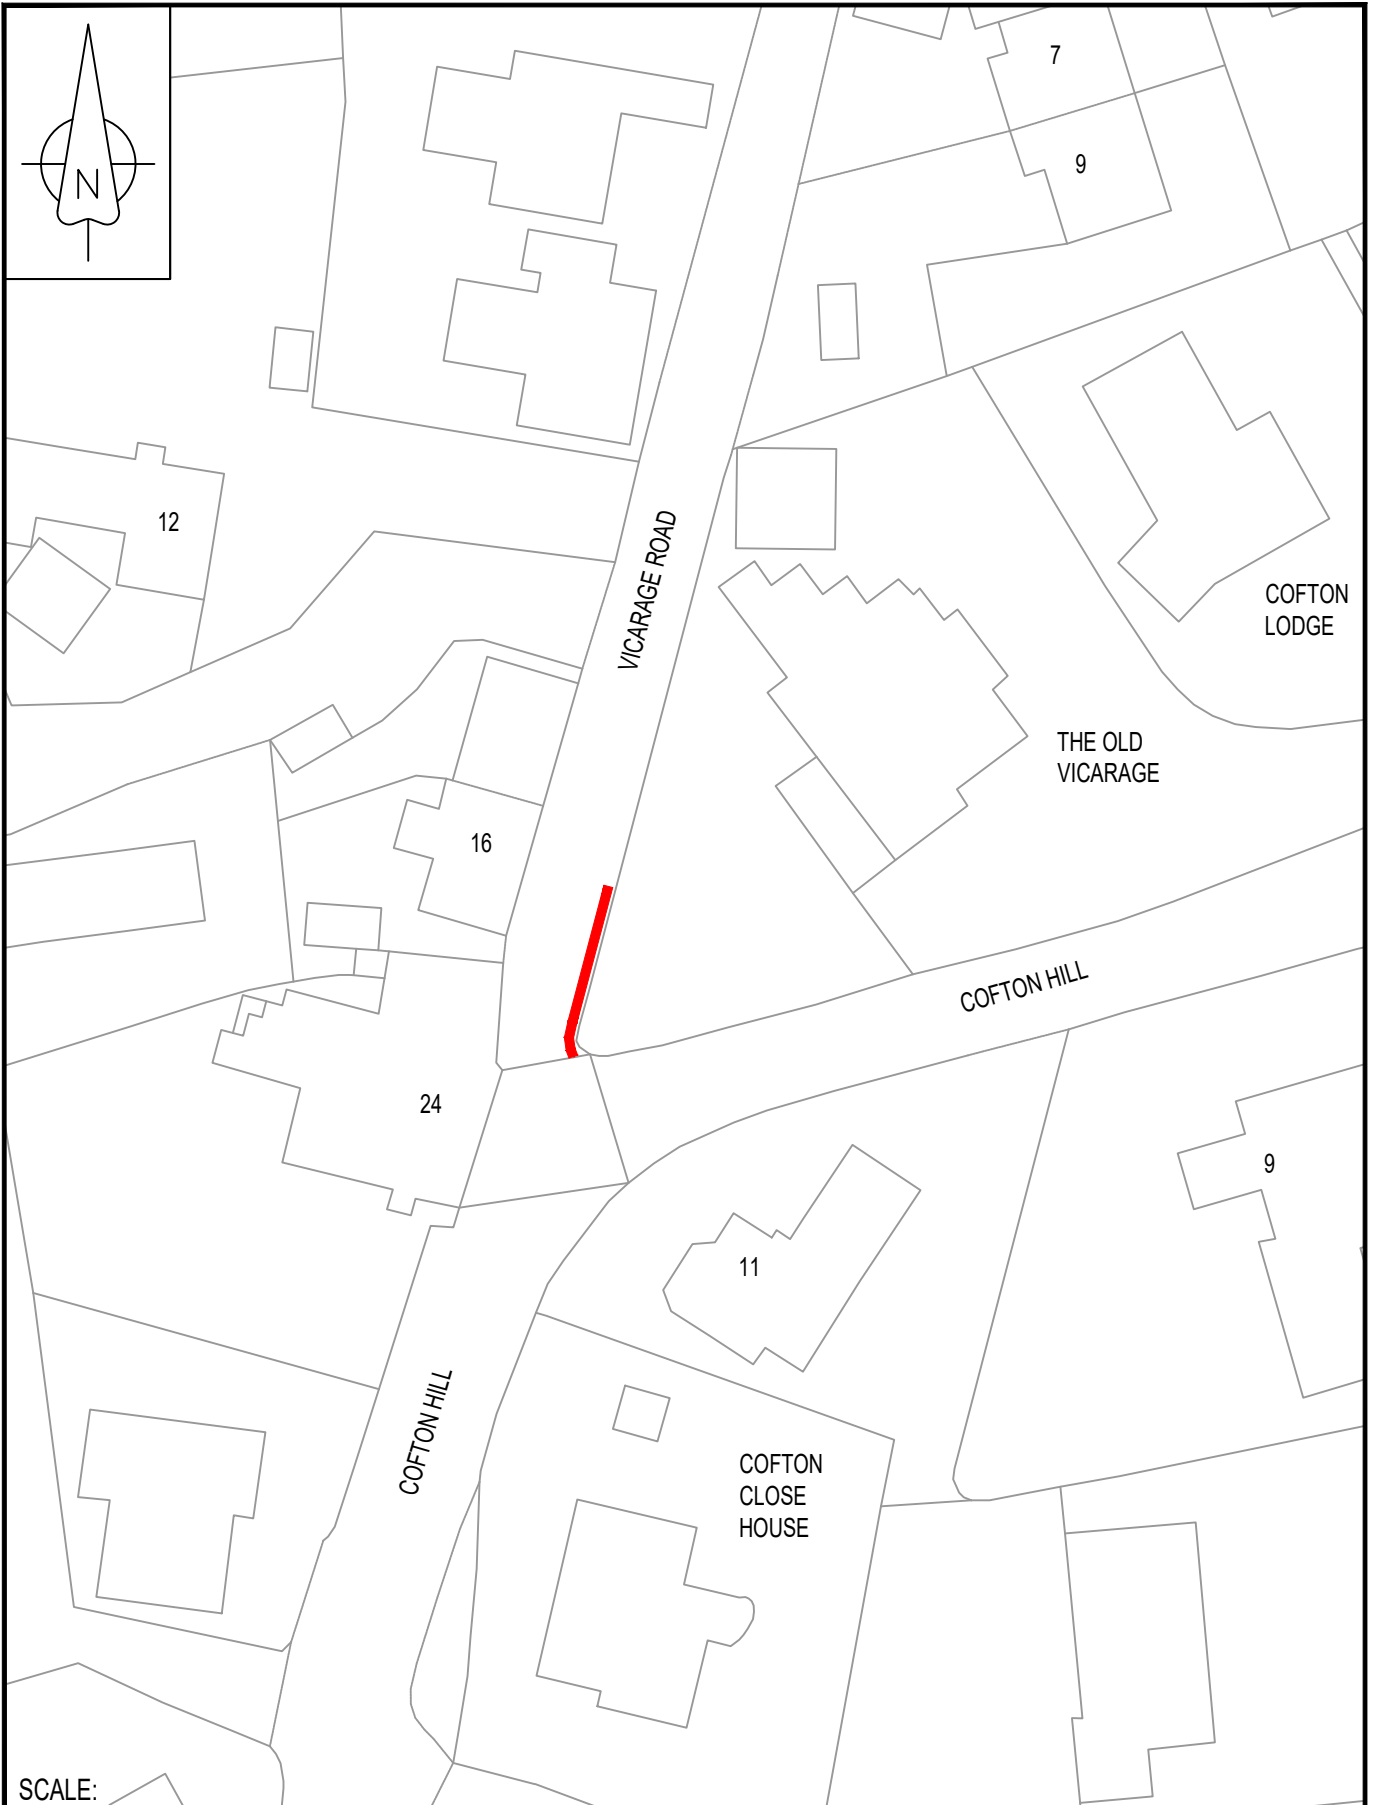 N
7
9
12
VICARAGE ROAD
COFTON
LODGE
THE OLD
VICARAGE
16
COFTON HILL
24
9
11
COFTON HILL
COFTON
CLOSE
HOUSE
SCALE: